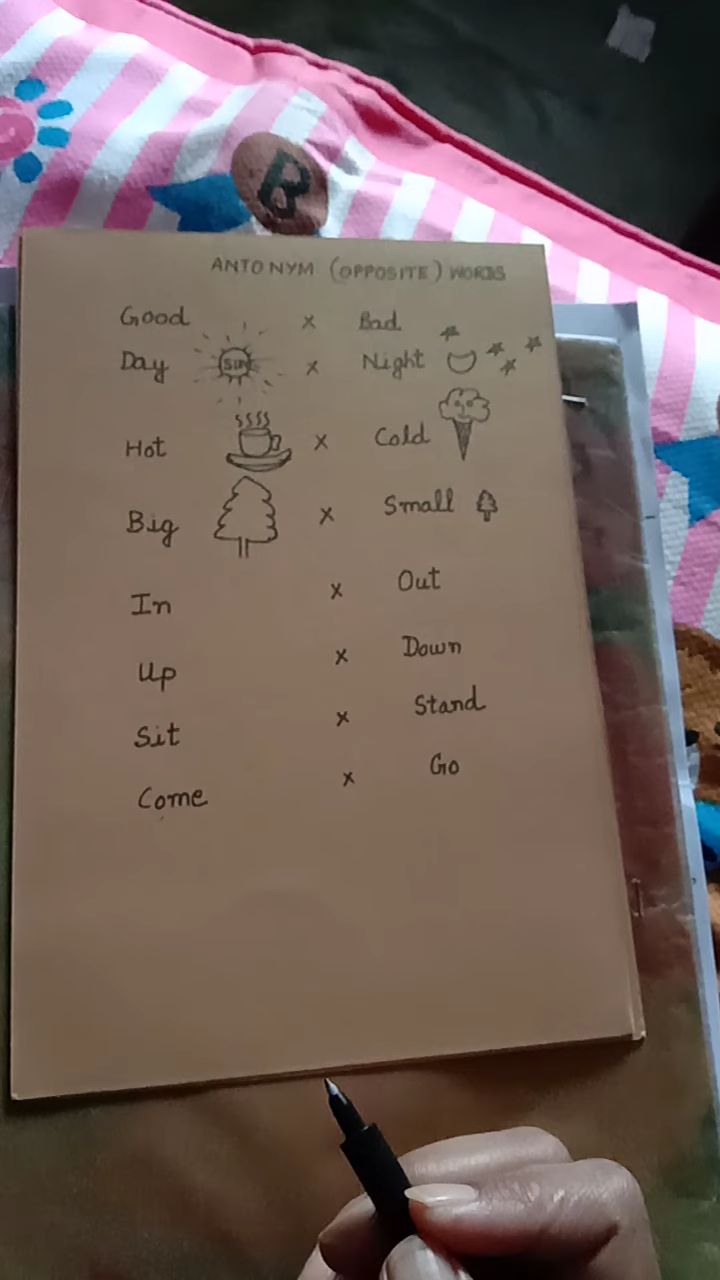 B
ANTONYM (OPPOSITE) WORDS
Good x Bad
Day SUN x Night
Hot x Cold
Big x Small
In x Out
Up x Down
Sit x Stand
Come x Go